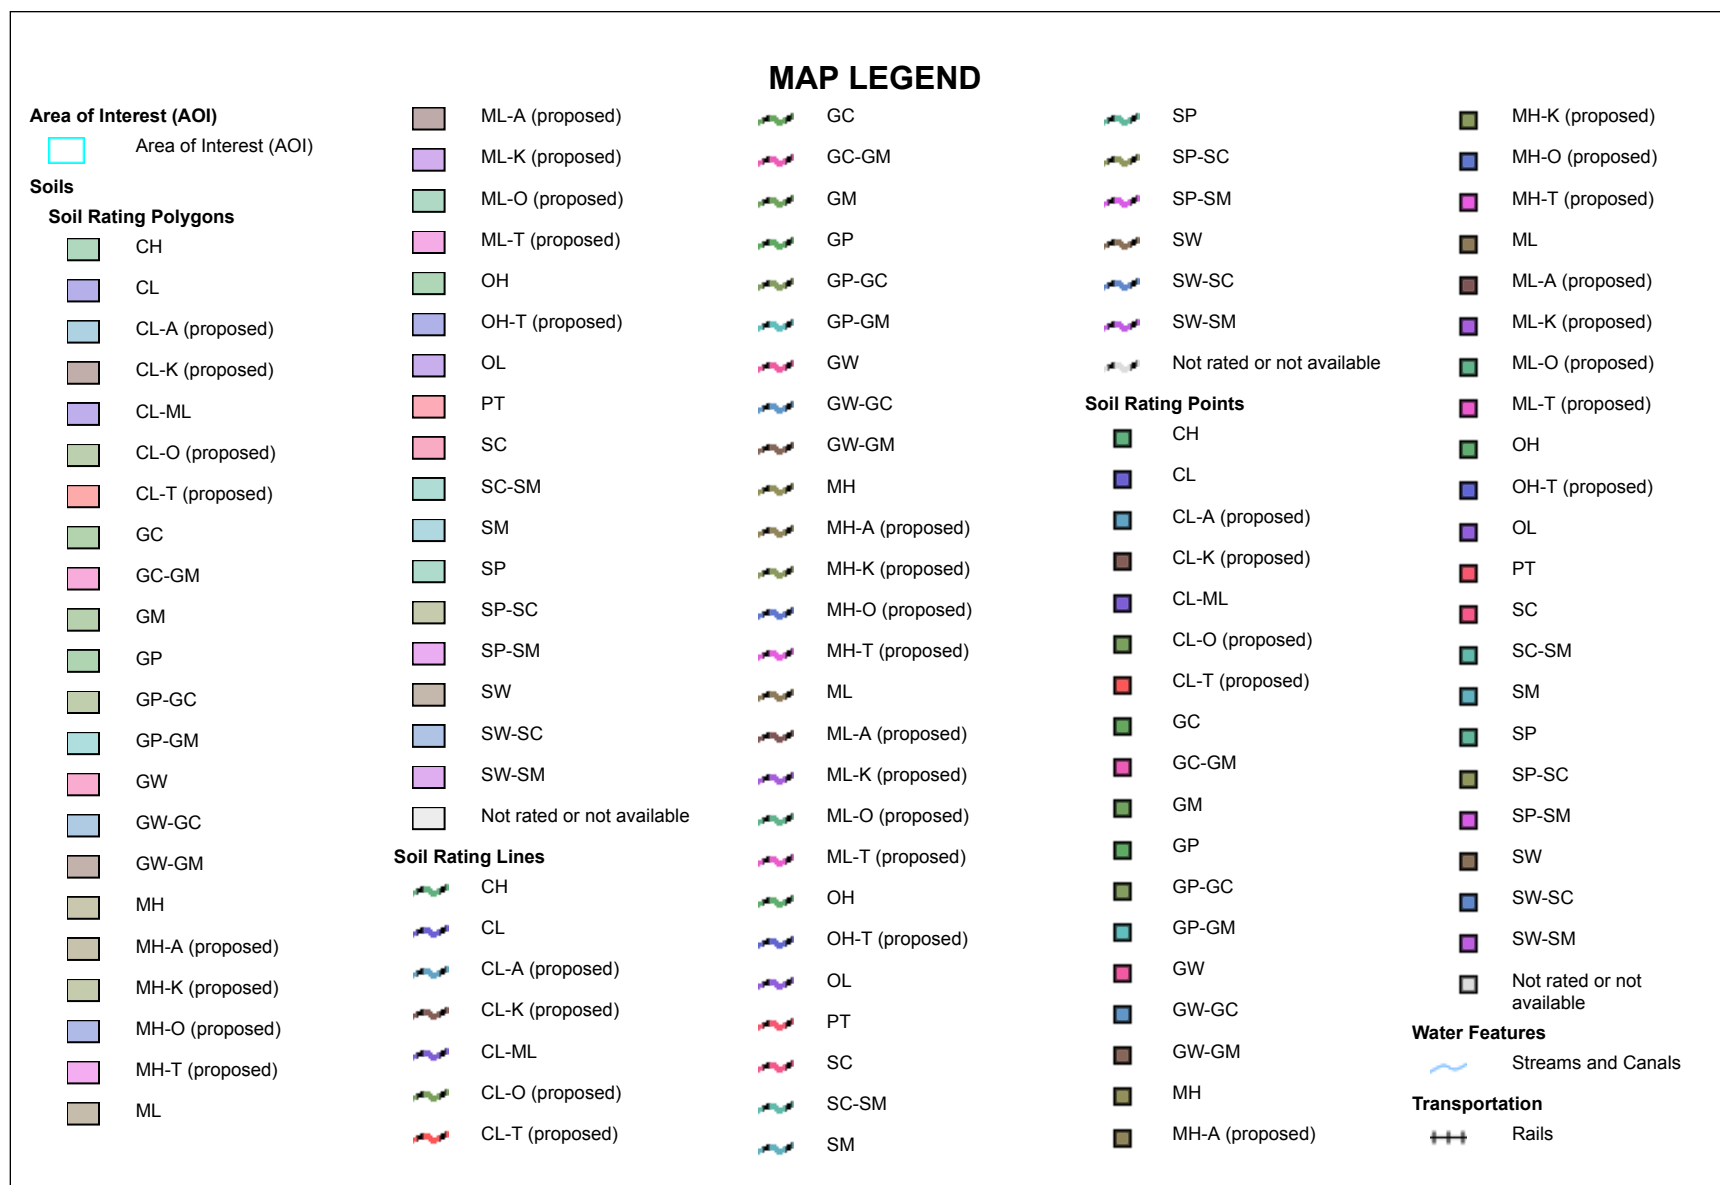 MAP LEGEND
Area of Interest (AOI)
Area of Interest (AOI)
Soils
Soil Rating Polygons
CH
CL
CL-A (proposed)
CL-K (proposed)
CL-ML
CL-O (proposed)
CL-T (proposed)
GC
GC-GM
GM
GP
GP-GC
GP-GM
GW
GW-GC
GW-GM
MH
MH-A (proposed)
MH-K (proposed)
MH-O (proposed)
MH-T (proposed)
ML
ML-A (proposed)
ML-K (proposed)
ML-O (proposed)
ML-T (proposed)
OH
OH-T (proposed)
OL
PT
SC
SC-SM
SM
SP
SP-SC
SP-SM
SW
SW-SC
SW-SM
Not rated or not available
Soil Rating Lines
CH
CL
CL-A (proposed)
CL-K (proposed)
CL-ML
CL-O (proposed)
CL-T (proposed)
GC
GC-GM
GM
GP
GP-GC
GP-GM
GW
GW-GC
GW-GM
MH
MH-A (proposed)
MH-K (proposed)
MH-O (proposed)
MH-T (proposed)
ML
ML-A (proposed)
ML-K (proposed)
ML-O (proposed)
ML-T (proposed)
OH
OH-T (proposed)
OL
PT
SC
SC-SM
SM
SP
SP-SC
SP-SM
SW
SW-SC
SW-SM
Not rated or not available
Soil Rating Points
CH
CL
CL-A (proposed)
CL-K (proposed)
CL-ML
CL-O (proposed)
CL-T (proposed)
GC
GC-GM
GM
GP
GP-GC
GP-GM
GW
GW-GC
GW-GM
MH
MH-A (proposed)
MH-K (proposed)
MH-O (proposed)
MH-T (proposed)
ML
ML-A (proposed)
ML-K (proposed)
ML-O (proposed)
ML-T (proposed)
OH
OH-T (proposed)
OL
PT
SC
SC-SM
SM
SP
SP-SC
SP-SM
SW
SW-SC
SW-SM
Not rated or not
available
Water Features
Streams and Canals
Transportation
Rails